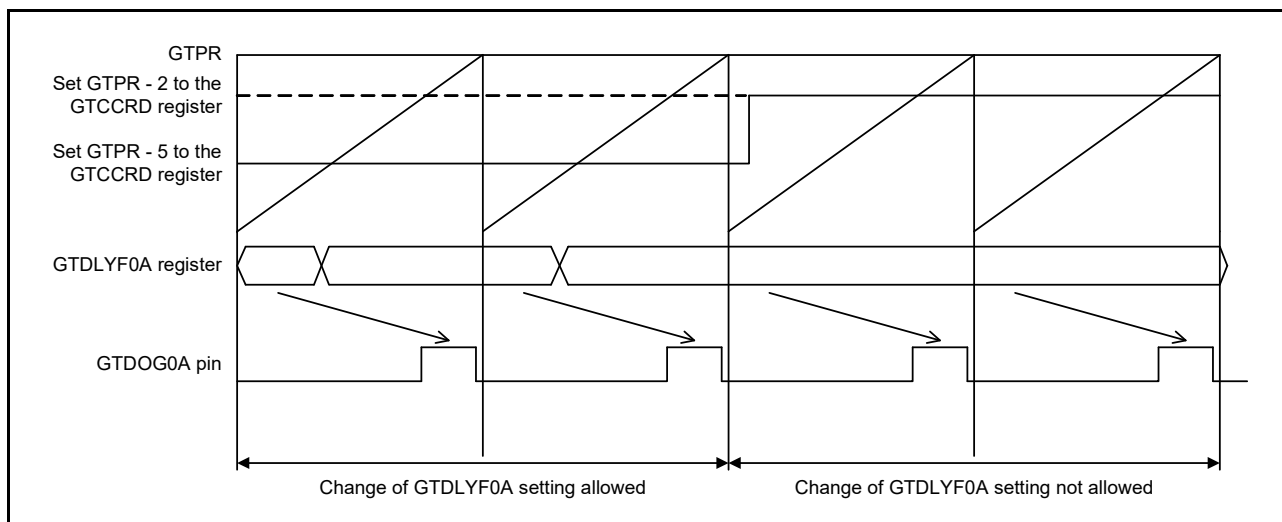 GTPR
Set GTPR - 2 to the
GTCCRD register
Set GTPR - 5 to the
GTCCRD register
GTDLYF0A register
GTDOG0A pin
Change of GTDLYF0A setting allowed
Change of GTDLYF0A setting not allowed